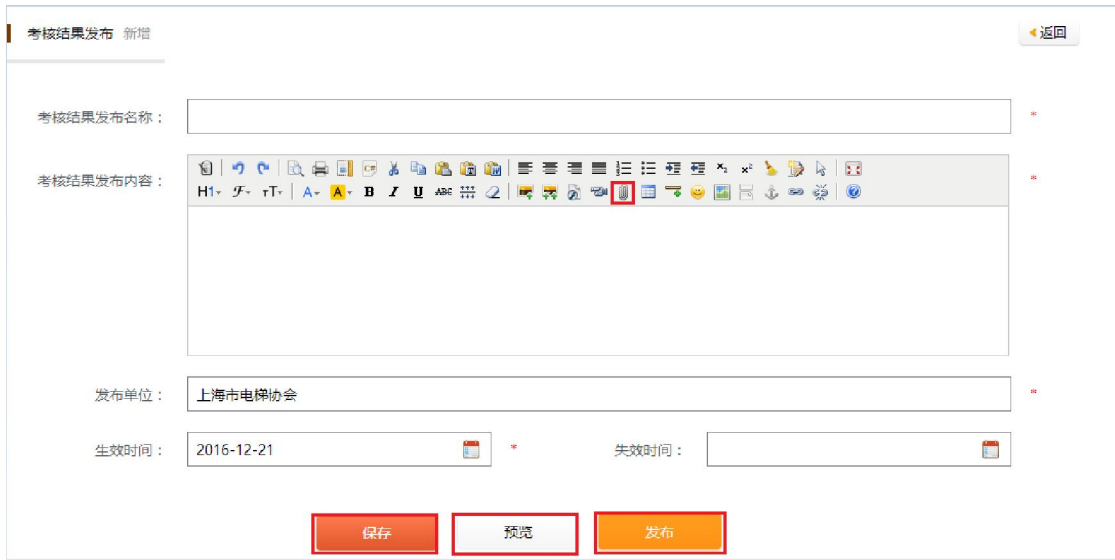 考核结果发布 新增
返回
考核结果发布名称：
*
考核结果发布内容：
*
H1 F тT A A B I U ABC
发布单位：
上海市电梯协会
*
生效时间：
2016-12-21
*
失效时间：
保存
预览
发布